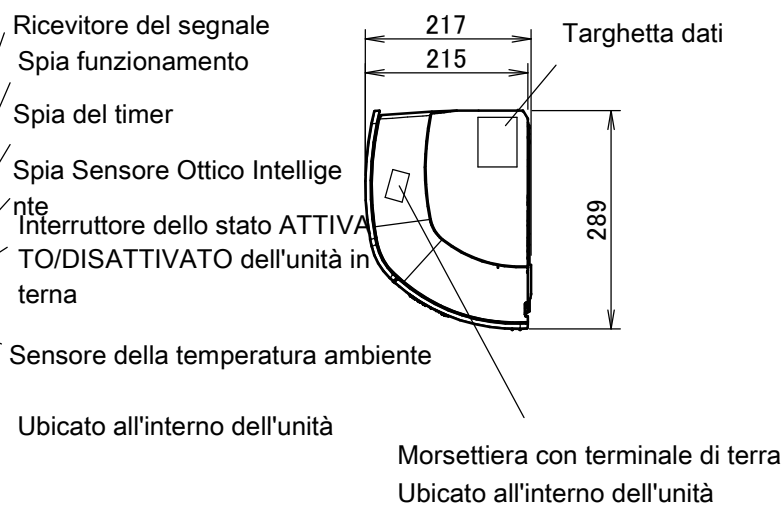 Ricevitore del segnale
Spia funzionamento
Spia del timer
Spia Sensore Ottico Intellige
nte
Interruttore dello stato ATTIVA
TO/DISATTIVATO dell'unità in
terna
Sensore della temperatura ambiente
Ubicato all'interno dell'unità
217
215
Targhetta dati
289
Morsettiera con terminale di terra
Ubicato all'interno dell'unità